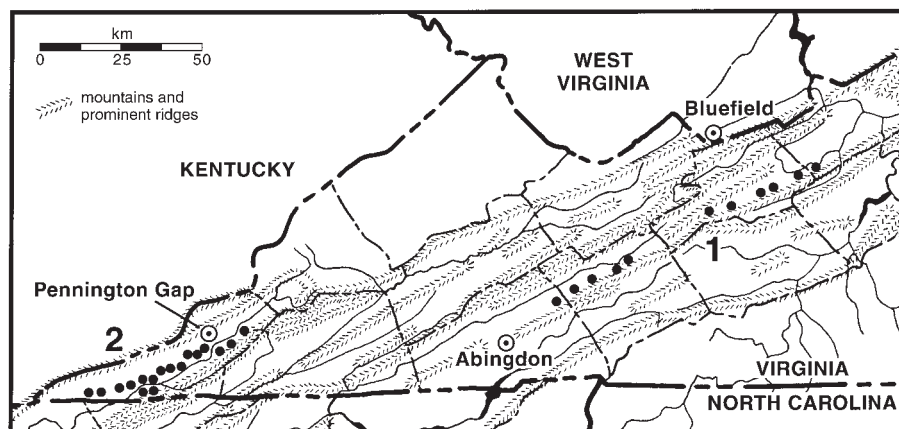 km
0 25 50
mountains and
prominent ridges
WEST
VIRGINIA
Bluefield
KENTUCKY
1
Pennington Gap
2
Abingdon
VIRGINIA
NORTH CAROLINA